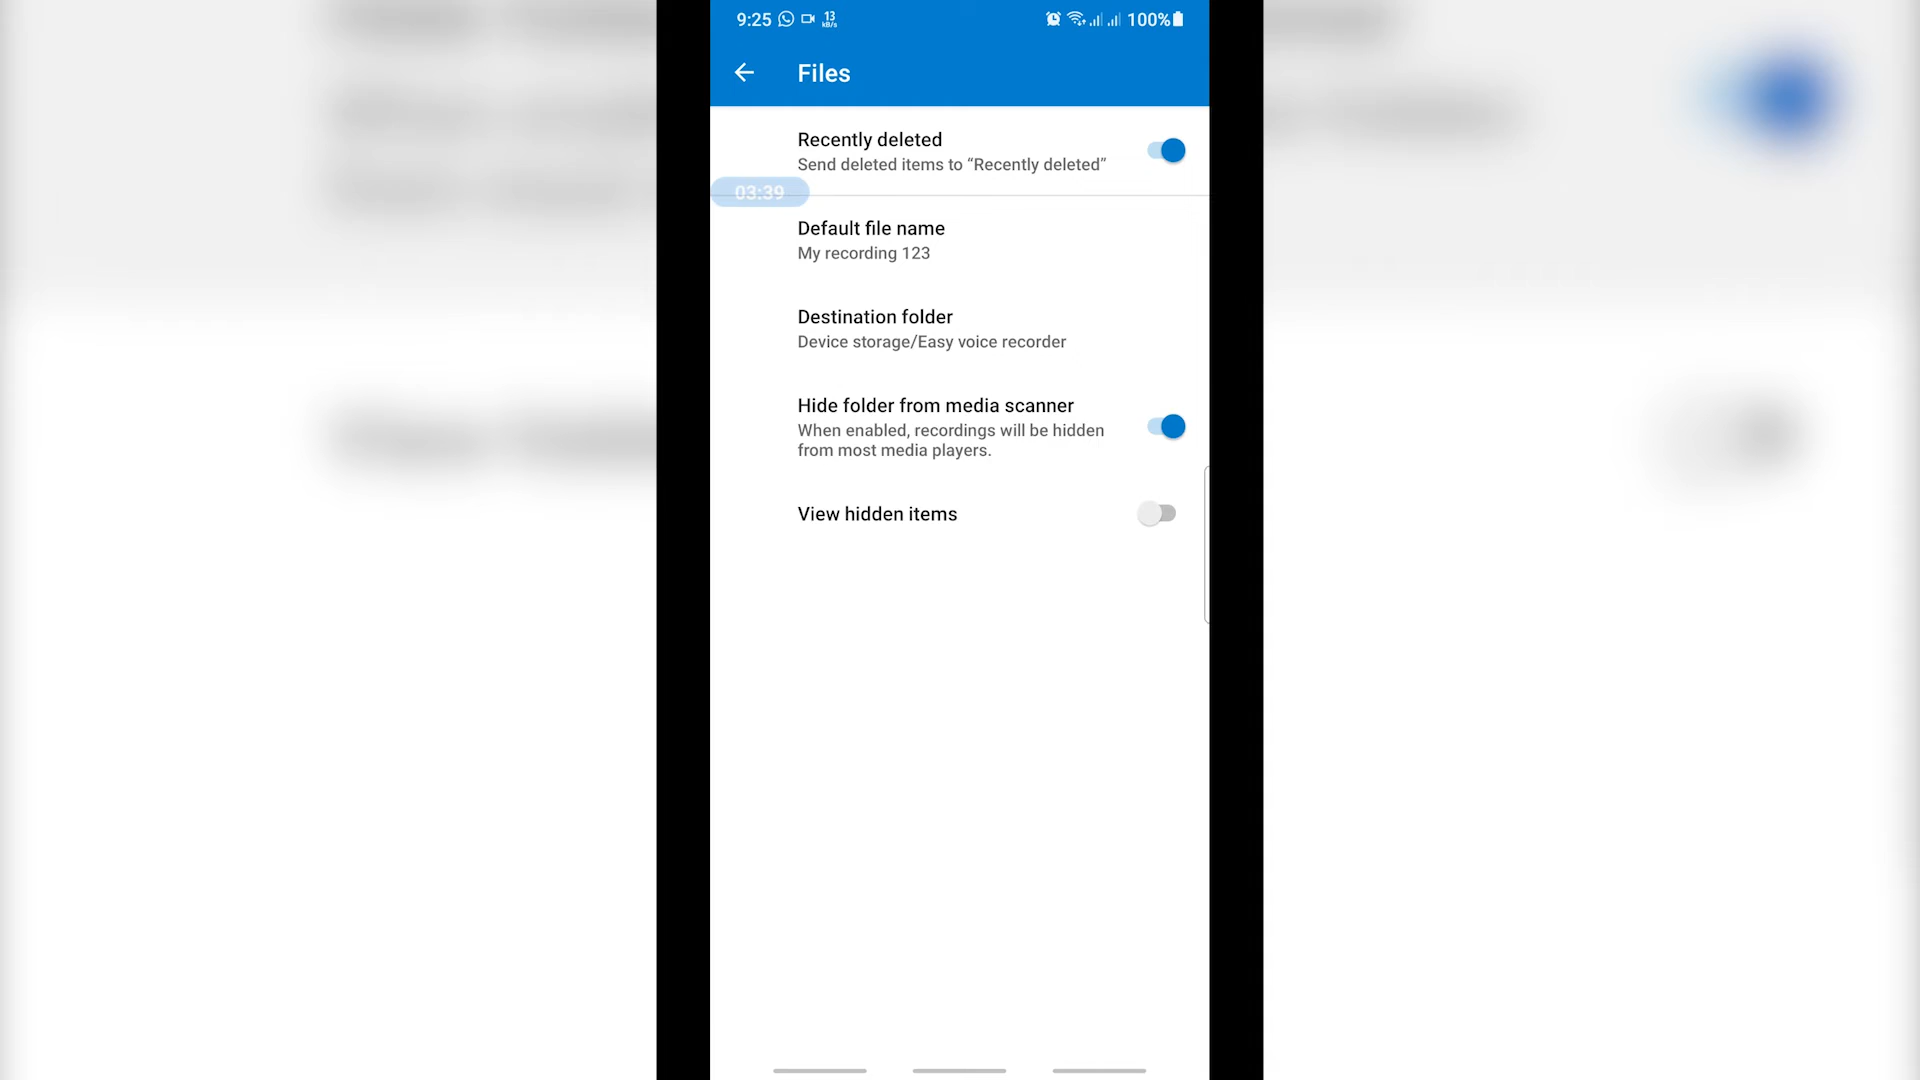 9:25 13 KB/s 100%
Files
Recently deleted
Send deleted items to “Recently deleted”
03:39
Default file name
My recording 123
Destination folder
Device storage/Easy voice recorder
Hide folder from media scanner
When enabled, recordings will be hidden
from most media players.
View hidden items